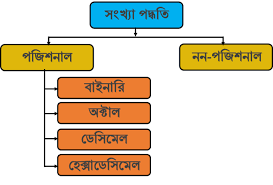 সংখ্যা পদ্ধতি
পজিশনাল
নন-পজিশনাল
বাইনারি
অক্টাল
ডেসিমেল
হেক্সাডেসিমেল